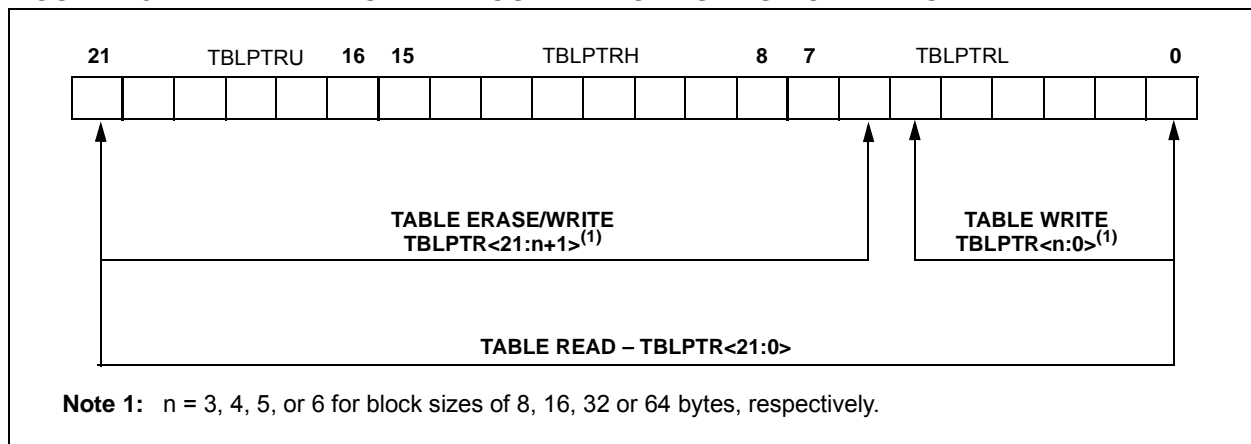 21 TBLPTRU 16 15 TBLPTRH 8 7 TBLPTRL 0
TABLE ERASE/WRITE
TBLPTR<21:n+1>(1)
TABLE WRITE
TBLPTR<n:0>(1)
TABLE READ – TBLPTR<21:0>
Note 1: n = 3, 4, 5, or 6 for block sizes of 8, 16, 32 or 64 bytes, respectively.